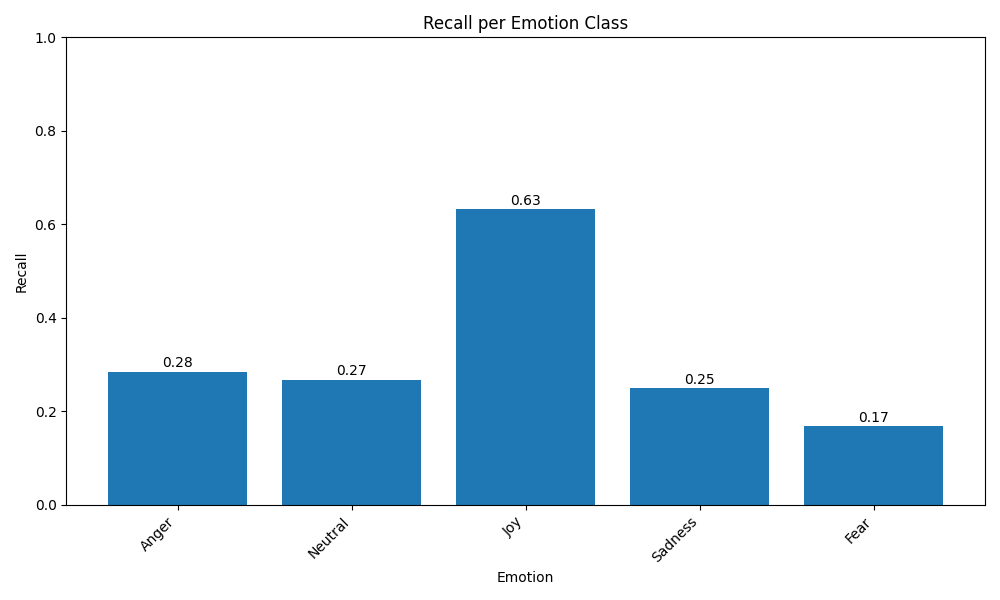 Recall per Emotion Class
1.0
0.8
0.6
0.4
0.2
0.0
Recall
0.28
0.27
0.63
0.25
0.17
Anger
Neutral
Joy
Sadness
Fear
Emotion